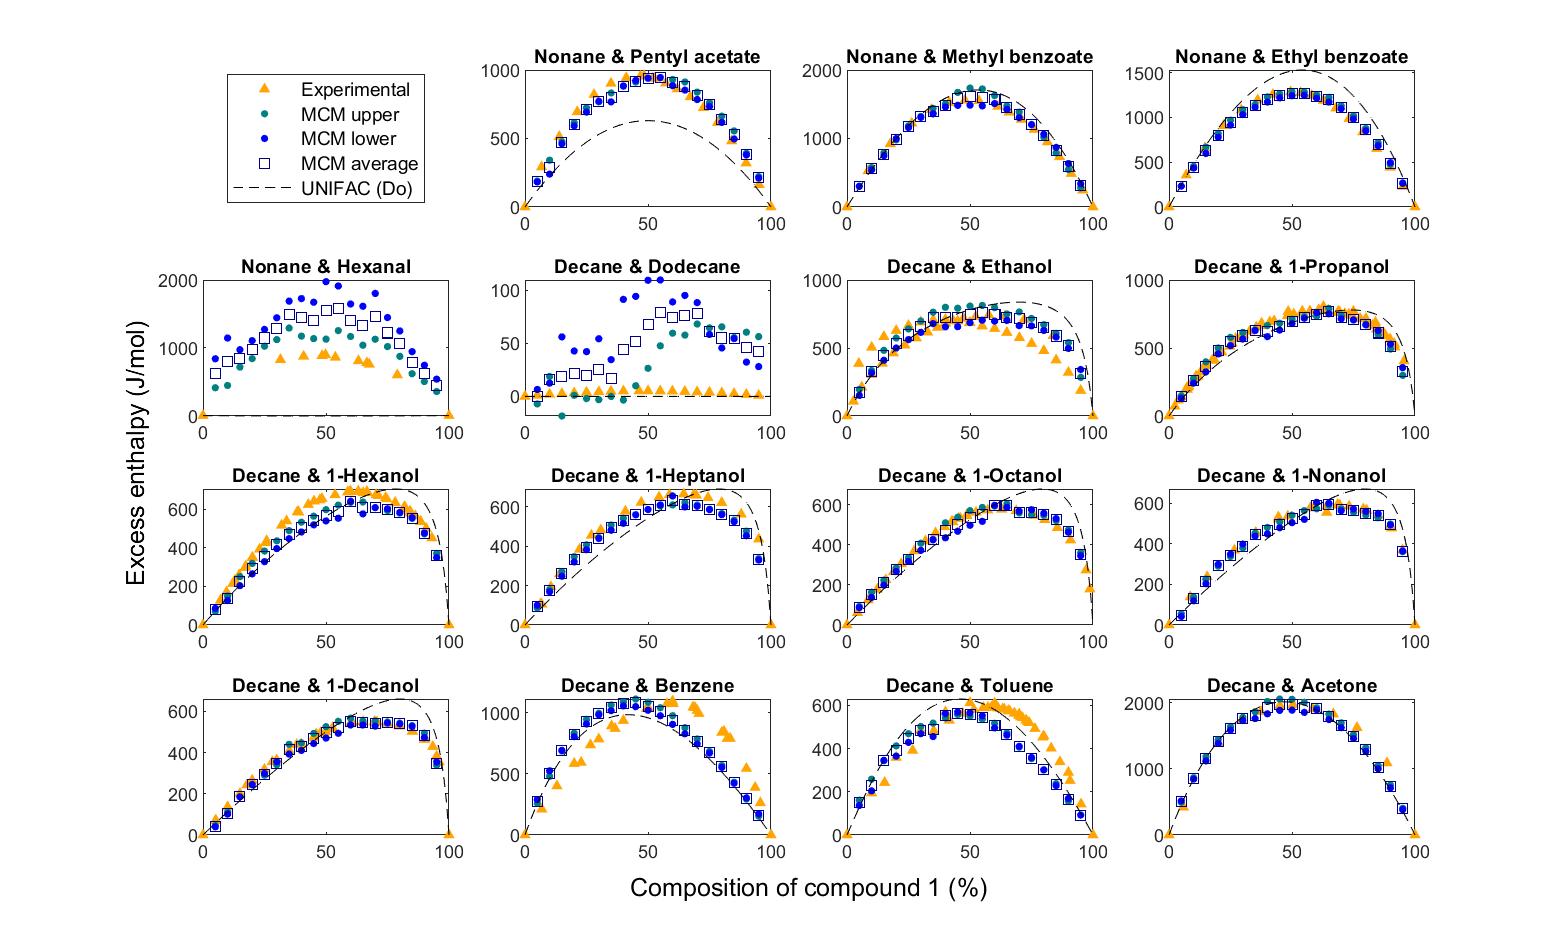 Experimental
MCM upper
MCM lower
MCM average
UNIFAC (Do)
Nonane & Pentyl acetate
1000
500
0
0 50 100
Nonane & Methyl benzoate
2000
1000
0
0 50 100
Nonane & Ethyl benzoate
1500
1000
500
0
0 50 100
Excess enthalpy (J/mol)
Nonane & Hexanal
2000
1000
0
0 50 100
Decane & Dodecane
100
50
0
0 50 100
Decane & Ethanol
1000
500
0
0 50 100
Decane & 1-Propanol
1000
500
0
0 50 100
Decane & 1-Hexanol
600
400
200
0
0 50 100
Decane & 1-Heptanol
600
400
200
0
0 50 100
Decane & 1-Octanol
600
400
200
0
0 50 100
Decane & 1-Nonanol
600
400
200
0
0 50 100
Decane & 1-Decanol
600
400
200
0
0 50 100
Decane & Benzene
1000
500
0
0 50 100
Decane & Toluene
600
400
200
0
0 50 100
Decane & Acetone
2000
1000
0
0 50 100
Composition of compound 1 (%)